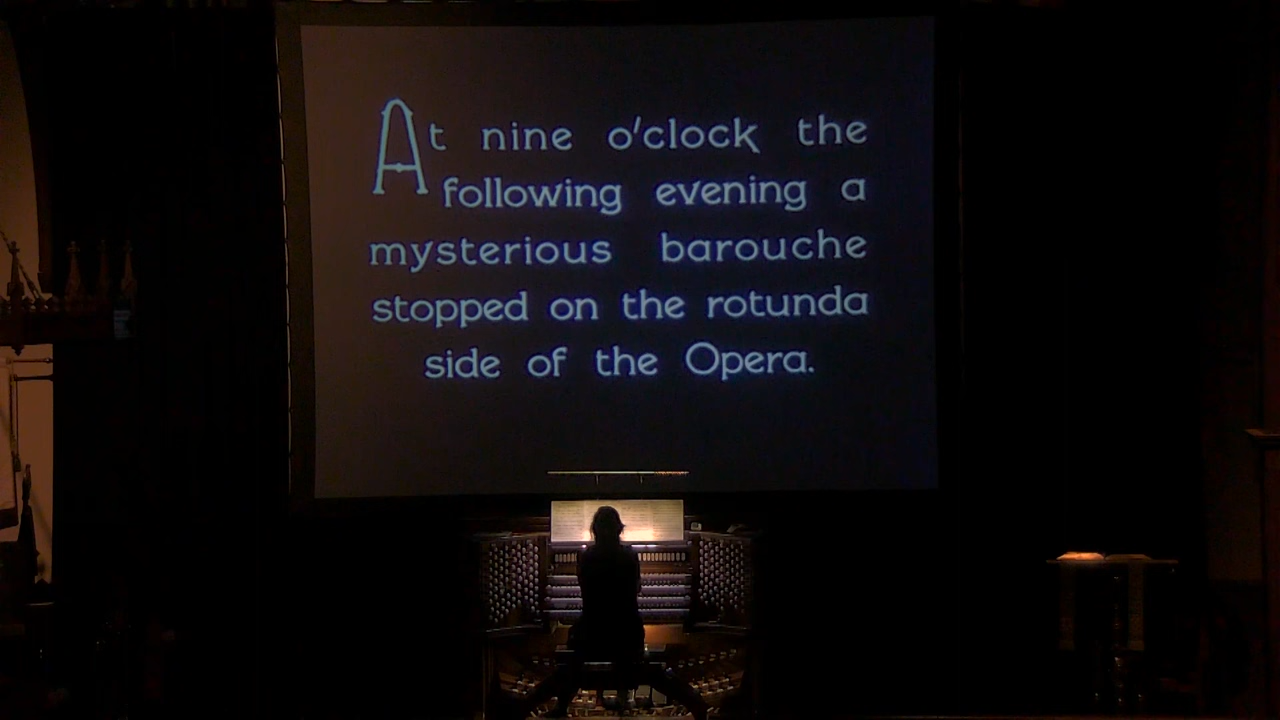 At nine o'clock the
following evening a
mysterious barouche
stopped on the rotunda
side of the Opera.